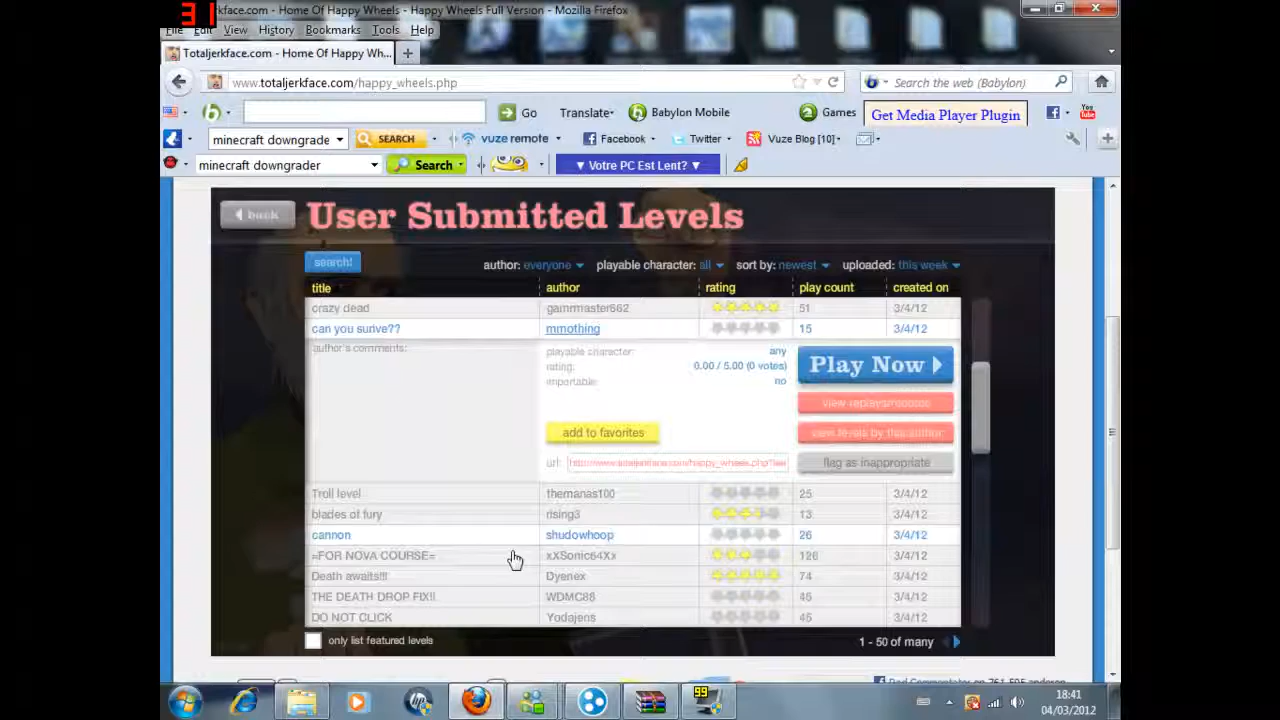 31
rkface.com - Home Of Happy Wheels - Happy Wheels Full Version - Mozilla Firefox
File Edit View History Bookmarks Tools Help
Totaljerkface.com - Home Of Happy Wh...
www.totaljerkface.com/happy_wheels.php
Search the web (Babylon)
Go Translate Babylon Mobile Games Get Media Player Plugin
minecraft downgrade SEARCH vuze remote Facebook Twitter Vuze Blog [10]
minecraft downgrader Search ▼ Votre PC Est Lent? ▼
back User Submitted Levels
search! author: everyone playable character: all sort by: newest uploaded: this week
title author rating play count created on
crazy dead gammaster662 51 3/4/12
can you surive?? mmothing 15 3/4/12
author's comments: playable character: any
rating: 0.00 / 5.00 (0 votes)
importable: no
Play Now
view replays/scores
add to favorites view levels by this author
url: http://www.totaljerkface.com/happy_wheels.php?leve flag as inappropriate
Troll level themanas100 25 3/4/12
blades of fury rising3 13 3/4/12
cannon shudowhoop 26 3/4/12
=FOR NOVA COURSE= xXSonic64Xx 126 3/4/12
Death awaits!!! Dyenex 74 3/4/12
THE DEATH DROP FIX!! WDMC88 45 3/4/12
DO NOT CLICK Yodajens 45 3/4/12
only list featured levels 1 - 50 of many
99
18:41
04/03/2012